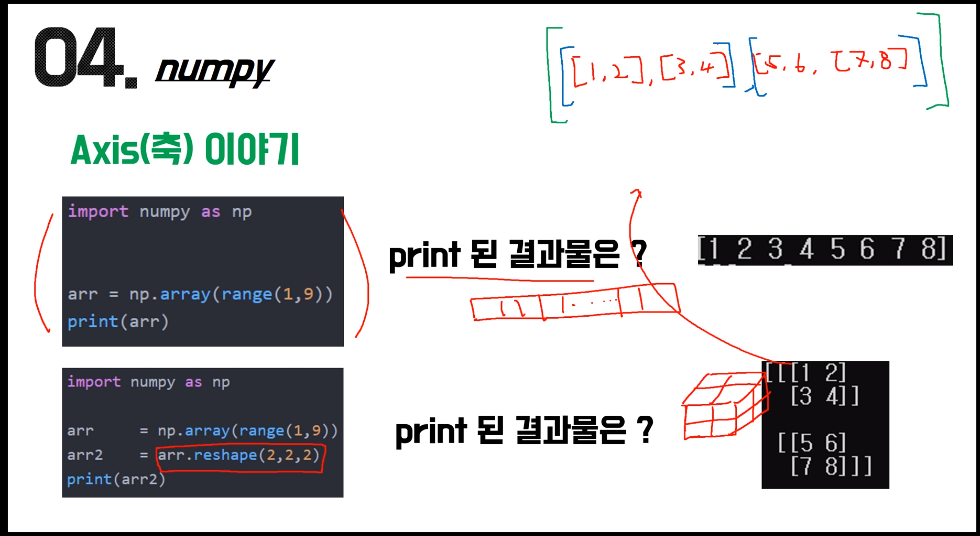 04. numpy
[[[1,2],[3,4]] [[5,6, [7,8]]]
Axis(축) 이야기
import numpy as np
arr = np.array(range(1,9))
print(arr)
print 된 결과물은 ?
[1 2 3 4 5 6 7 8]
import numpy as np
arr = np.array(range(1,9))
arr2 = arr.reshape(2,2,2)
print(arr2)
print 된 결과물은 ?
[[[1 2]
[3 4]]
[[5 6]
[7 8]]]